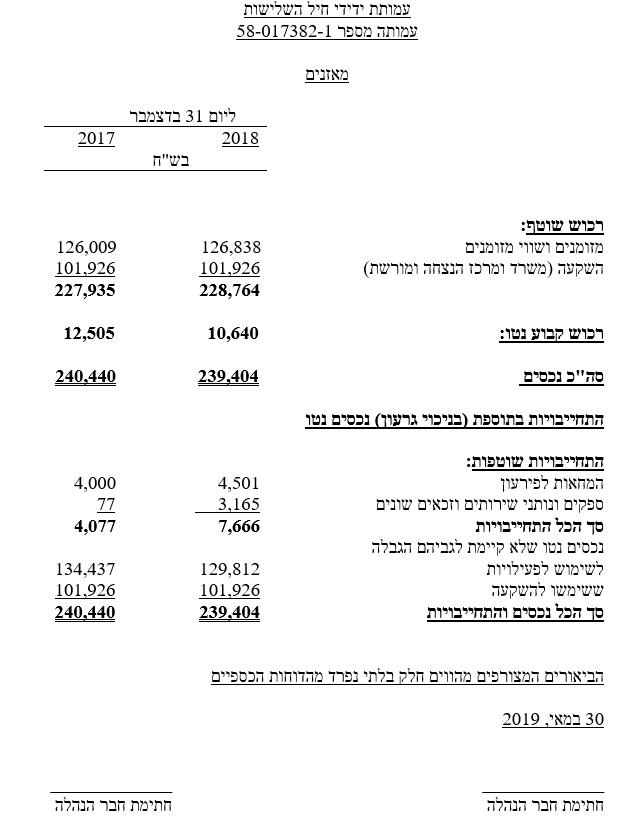 עמותת ידידי חיל השלישות
עמותה מספר 58-017382-1
מאזנים
ליום 31 בדצמבר
2018 2017
בש"ח
רכוש שוטף:
מזומנים ושווי מזומנים 126,838 126,009
השקעה (משרד ומרכז הנצחה ומורשת) 101,926 101,926
228,764 227,935
רכוש קבוע נטו: 10,640 12,505
סה"כ נכסים 239,404 240,440
התחייבויות בתוספת (בניכוי גרעון) נכסים נטו
התחייבויות שוטפות:
המחאות לפירעון 4,501 4,000
ספקים ונותני שירותים וזכאים שונים 3,165 77
סך הכל התחייבויות 7,666 4,077
נכסים נטו שלא קיימת לגביהם הגבלה
לשימוש לפעילויות 129,812 134,437
ששימשו להשקעה 101,926 101,926
סך הכל נכסים והתחייבויות 239,404 240,440
הביאורים המצורפים מהווים חלק בלתי נפרד מהדוחות הכספיים
30 במאי, 2019
חתימת חבר הנהלה חתימת חבר הנהלה